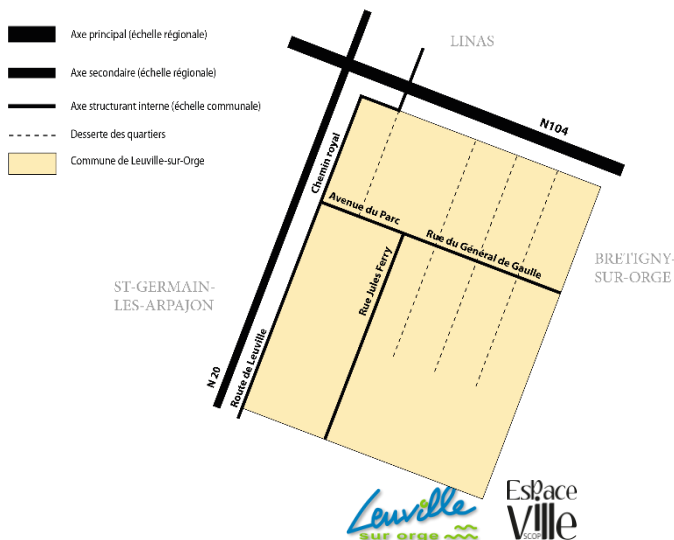 Axe principal (échelle régionale)
Axe secondaire (échelle régionale)
Axe structurant interne (échelle communale)
Desserte des quartiers
Commune de Leuville-sur-Orge
LINAS
N104
Chemin royal
Avenue du Parc
Rue du Général de Gaulle
Rue Jules Ferry
BRETIGNY-
SUR-ORGE
ST-GERMAIN-
LES-ARPAJON
N 20
Route de Leuville
Leuville
sur orge
Espace
Ville
SCOP